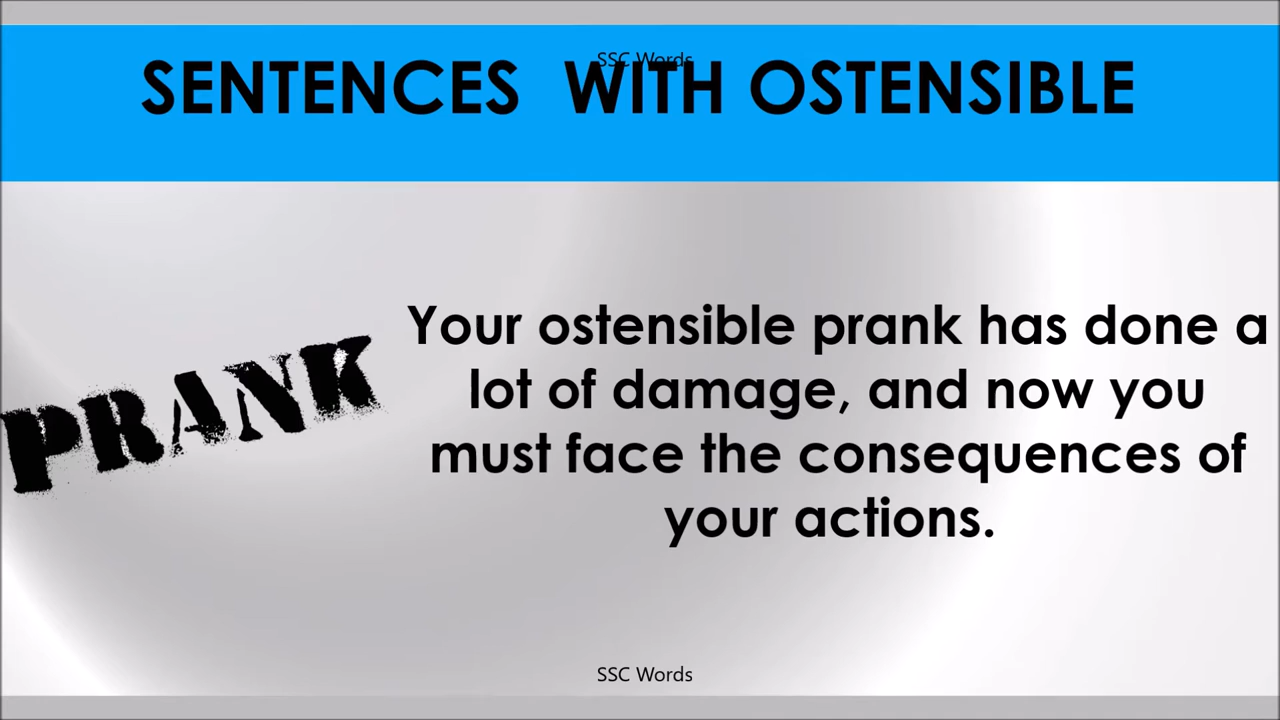 SSC Words
SENTENCES WITH OSTENSIBLE
PRANK
Your ostensible prank has done a
lot of damage, and now you
must face the consequences of
your actions.
SSC Words